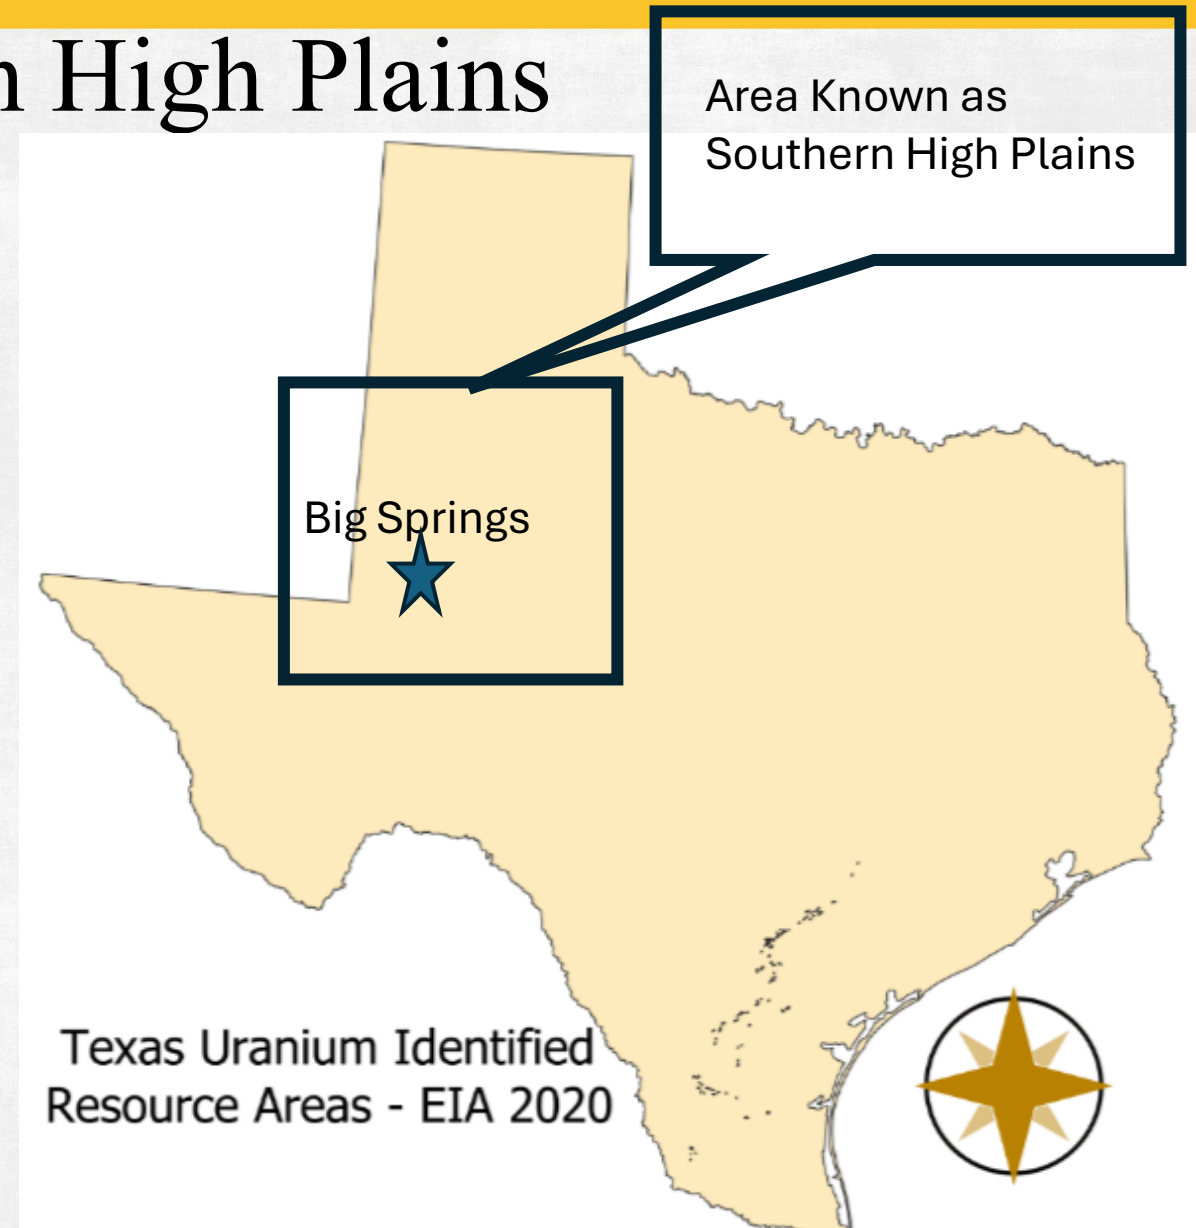 High Plains
Area Known as
Southern High Plains
Big Springs
Texas Uranium Identified
Resource Areas - EIA 2020